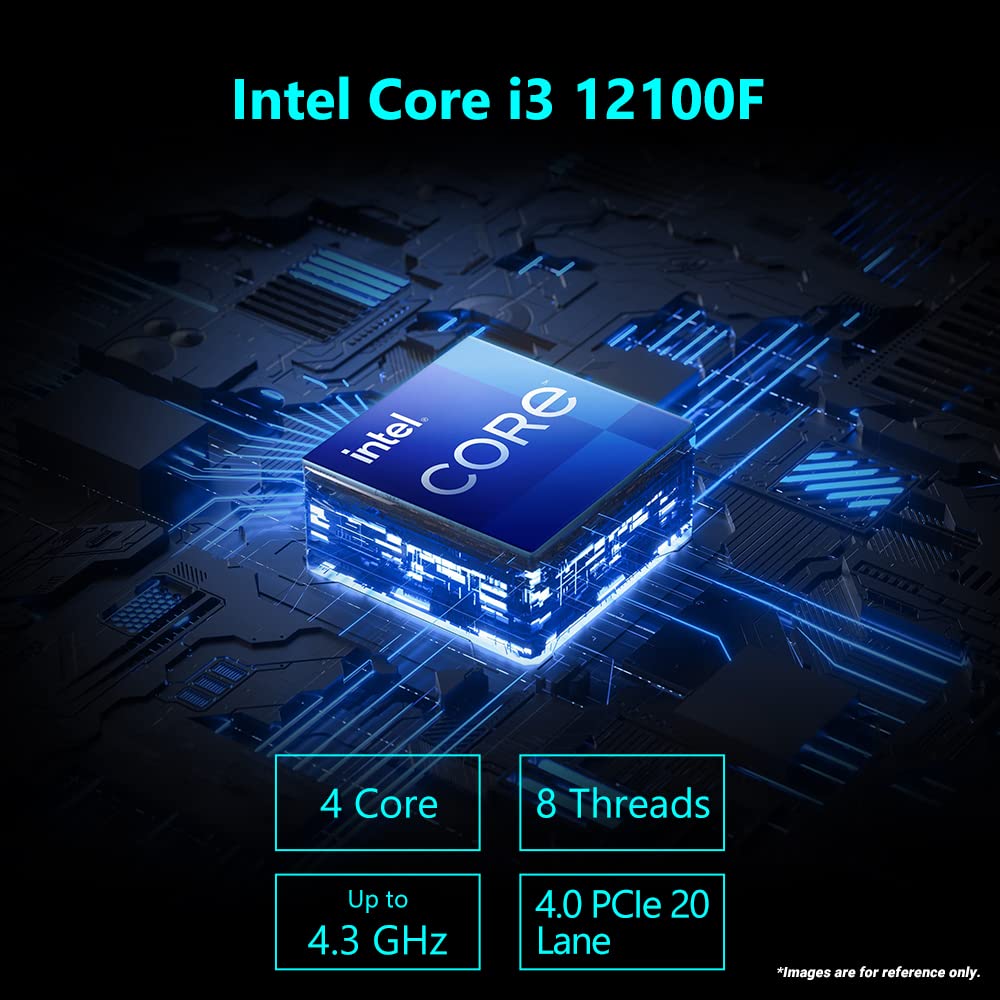 Intel Core i3 12100F
intel®
CORE™
4 Core
8 Threads
Up to
4.3 GHz
4.0 PCIe 20
Lane
*Images are for reference only.